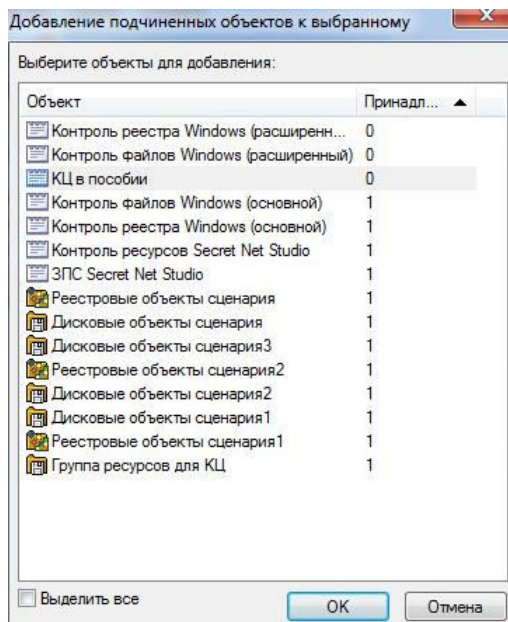 Добавление подчиненных объектов к выбранному
Выберите объекты для добавления:
Объект Принадл...
Контроль реестра Windows (расширенн... 0
Контроль файлов Windows (расширенный) 0
КЦ в пособии 0
Контроль файлов Windows (основной) 1
Контроль реестра Windows (основной) 1
Контроль ресурсов Secret Net Studio 1
ЗПС Secret Net Studio 1
Реестровые объекты сценария 1
Дисковые объекты сценария 1
Дисковые объекты сценария3 1
Реестровые объекты сценария2 1
Дисковые объекты сценария2 1
Дисковые объекты сценария1 1
Реестровые объекты сценария1 1
Группа ресурсов для КЦ 1
Выделить все OK Отмена